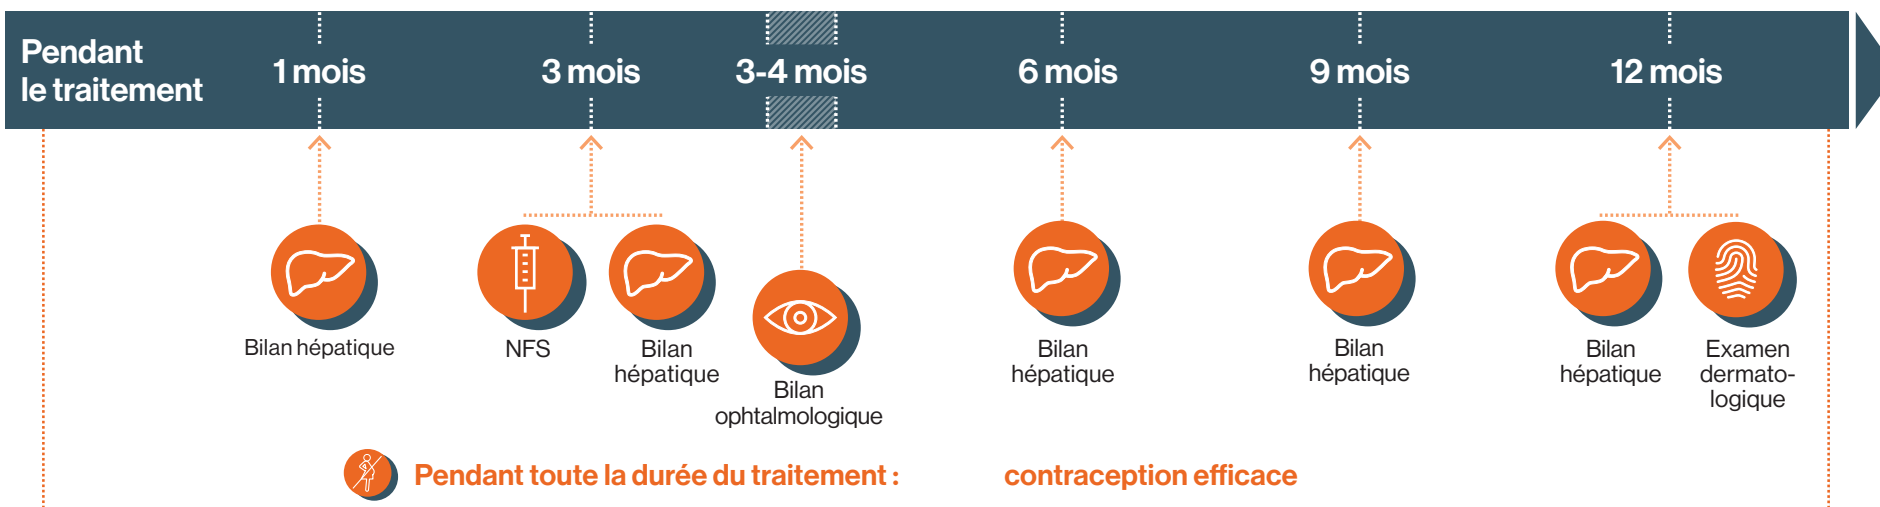 Pendant
le traitement
1 mois
3 mois
3-4 mois
6 mois
9 mois
12 mois
Bilan hépatique
NFS
Bilan
hépatique
Bilan
ophtalmologique
Bilan
hépatique
Bilan
hépatique
Bilan
hépatique
Examen
dermato-
logique
Pendant toute la durée du traitement : contraception efficace